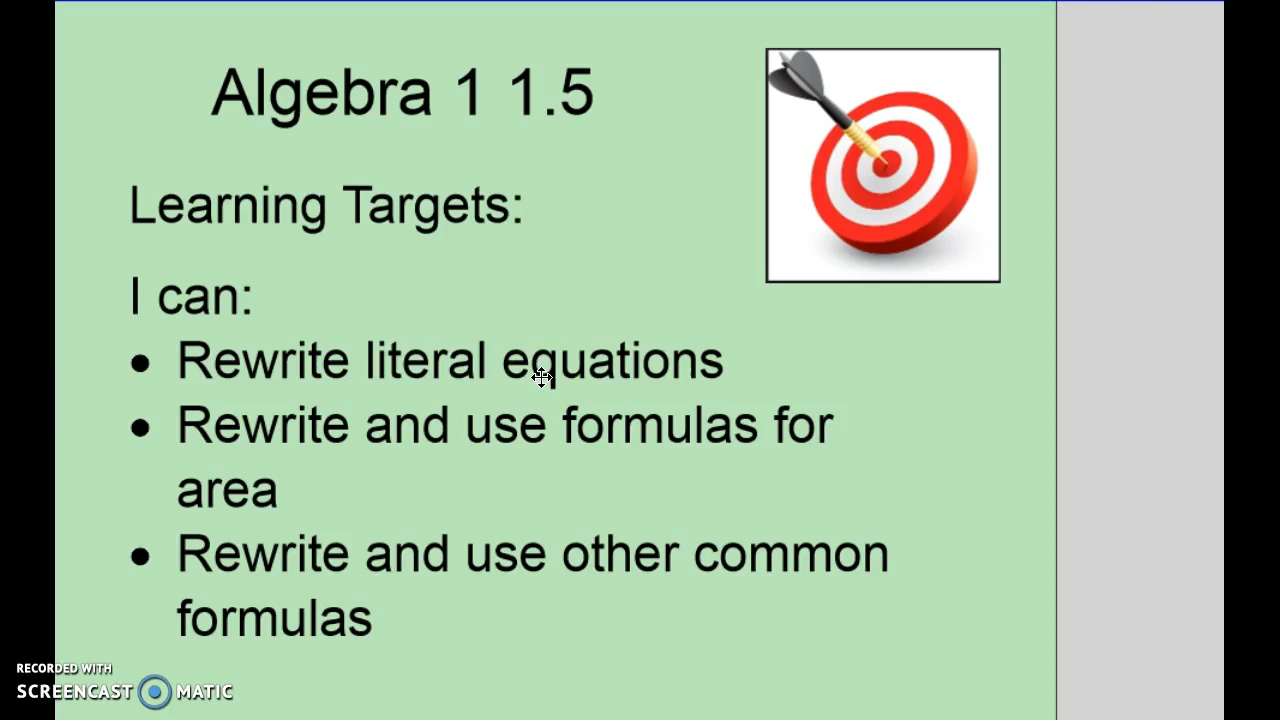 Algebra 1 1.5
Learning Targets:
I can:
• Rewrite literal equations
• Rewrite and use formulas for
area
• Rewrite and use other common
formulas
RECORDED WITH
SCREENCAST MATIC